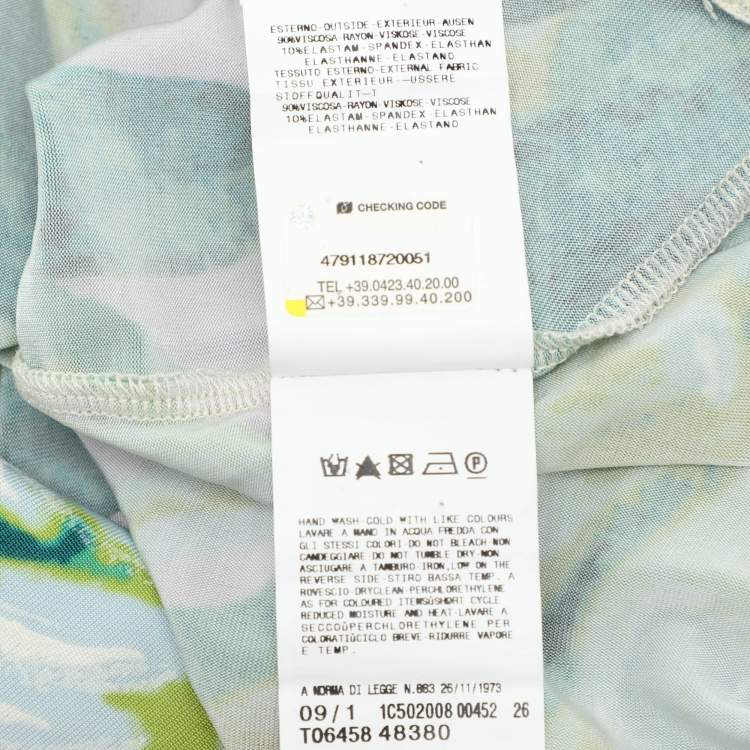 ESTERNO-OUTSIDE-EXTERIEUR-AUSEN
90%VISCOSA-RAYON-VISKOSE-VISCOSE
10%ELASTAM-SPANDEX-ELASTHAN
ELASTHANNE-ELASTANO
TESSUTO ESTERNO-EXTERNAL FABRIC
TISSU EXTERIEUR-—USSERE
STOFFQUALIT—T
90%VISCOSA-RAYON-VISKOSE-VISCOSE
10%ELASTAM-SPANDEX-ELASTHAN
ELASTHANNE-ELASTANO
CHECKING CODE
479118720051
TEL +39.0423.40.20.00
+39.339.99.40.200
P
HAND WASH-COLD WITH LIKE COLOURS
LAVARE A MANO IN ACQUA FREDDA CON
GLI STESSI COLORI DO NOT BLEACH NON
CANDEGGIARE-DO NOT TUMBLE DRY-NON
ASCIUGARE A TAMBURO-IRON,LOW ON THE
REVERSE SIDE-STIRO BASSA TEMP. A
ROVESCIO-DRYCLEAN-PERCHLORETHYLENE
AS FOR COLOURED ITEMSûSHORT CYCLE
REDUCED MOISTURE AND HEAT-LAVARE A
SECCOûPERCHLORETHYLENE PER
COLORATIûCICLO BREVE-RIDURRE VAPORE
E TEMP.
A NORMA DI LEGGE N.883 26/11/1973
09/1 1C502008 00452 26
T06458 48380